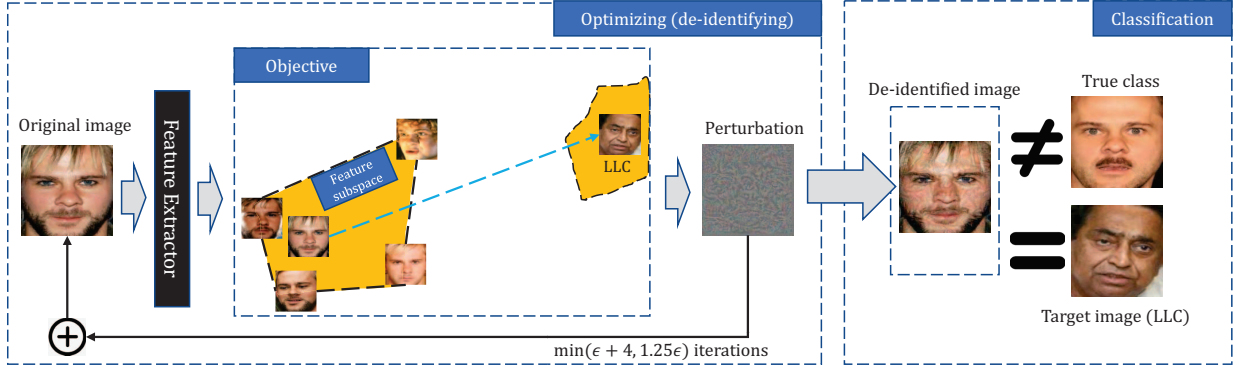 Optimizing (de-identifying)
Classification
Objective
Original image
Feature Extractor
Feature
subspace
LLC
Perturbation
De-identified image
True class
≠
=
Target image (LLC)
+
min(ϵ + 4, 1.25ϵ) iterations